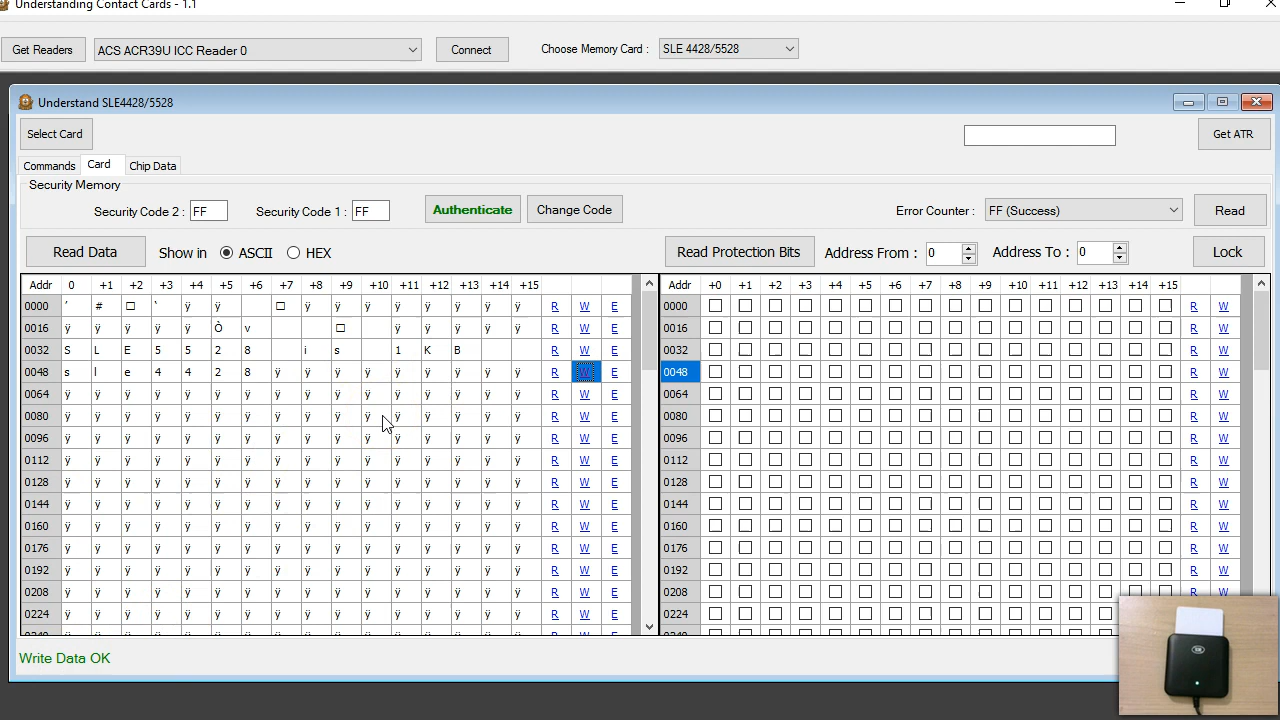 Understanding Contact Cards - 1.1
Get Readers ACS ACR39U ICC Reader 0 Connect Choose Memory Card : SLE 4428/5528
Understand SLE4428/5528
Select Card Get ATR
Commands Card Chip Data
Security Memory
Security Code 2 : FF Security Code 1 : FF Authenticate Change Code Error Counter : FF (Success) Read
Read Data Show in ASCII HEX Read Protection Bits Address From : 0 Address To : 0 Lock
Addr 0 +1 +2 +3 +4 +5 +6 +7 +8 +9 +10 +11 +12 +13 +14 +15 Addr +0 +1 +2 +3 +4 +5 +6 +7 +8 +9 +10 +11 +12 +13 +14 +15
0000 ' # □ ` ÿ ÿ □ ÿ ÿ ÿ ÿ ÿ ÿ ÿ ÿ R W E 0000 R W
0016 ÿ ÿ ÿ ÿ ÿ Ò v □ ÿ ÿ ÿ ÿ ÿ R W E 0016 R W
0032 S L E 5 5 2 8 i s 1 K B R W E 0032 R W
0048 s l e 4 4 2 8 ÿ ÿ ÿ ÿ ÿ ÿ ÿ ÿ ÿ R W E 0048 R W
0064 ÿ ÿ ÿ ÿ ÿ ÿ ÿ ÿ ÿ ÿ ÿ ÿ ÿ ÿ ÿ ÿ R W E 0064 R W
0080 ÿ ÿ ÿ ÿ ÿ ÿ ÿ ÿ ÿ ÿ ÿ ÿ ÿ ÿ ÿ ÿ R W E 0080 R W
0096 ÿ ÿ ÿ ÿ ÿ ÿ ÿ ÿ ÿ ÿ ÿ ÿ ÿ ÿ ÿ ÿ R W E 0096 R W
0112 ÿ ÿ ÿ ÿ ÿ ÿ ÿ ÿ ÿ ÿ ÿ ÿ ÿ ÿ ÿ ÿ R W E 0112 R W
0128 ÿ ÿ ÿ ÿ ÿ ÿ ÿ ÿ ÿ ÿ ÿ ÿ ÿ ÿ ÿ ÿ R W E 0128 R W
0144 ÿ ÿ ÿ ÿ ÿ ÿ ÿ ÿ ÿ ÿ ÿ ÿ ÿ ÿ ÿ ÿ R W E 0144 R W
0160 ÿ ÿ ÿ ÿ ÿ ÿ ÿ ÿ ÿ ÿ ÿ ÿ ÿ ÿ ÿ ÿ R W E 0160 R W
0176 ÿ ÿ ÿ ÿ ÿ ÿ ÿ ÿ ÿ ÿ ÿ ÿ ÿ ÿ ÿ ÿ R W E 0176 R W
0192 ÿ ÿ ÿ ÿ ÿ ÿ ÿ ÿ ÿ ÿ ÿ ÿ ÿ ÿ ÿ ÿ R W E 0192 R W
0208 ÿ ÿ ÿ ÿ ÿ ÿ ÿ ÿ ÿ ÿ ÿ ÿ ÿ ÿ ÿ ÿ R W E 0208 R W
0224 ÿ ÿ ÿ ÿ ÿ ÿ ÿ ÿ ÿ ÿ ÿ ÿ ÿ ÿ ÿ ÿ R W E 0224
Write Data OK